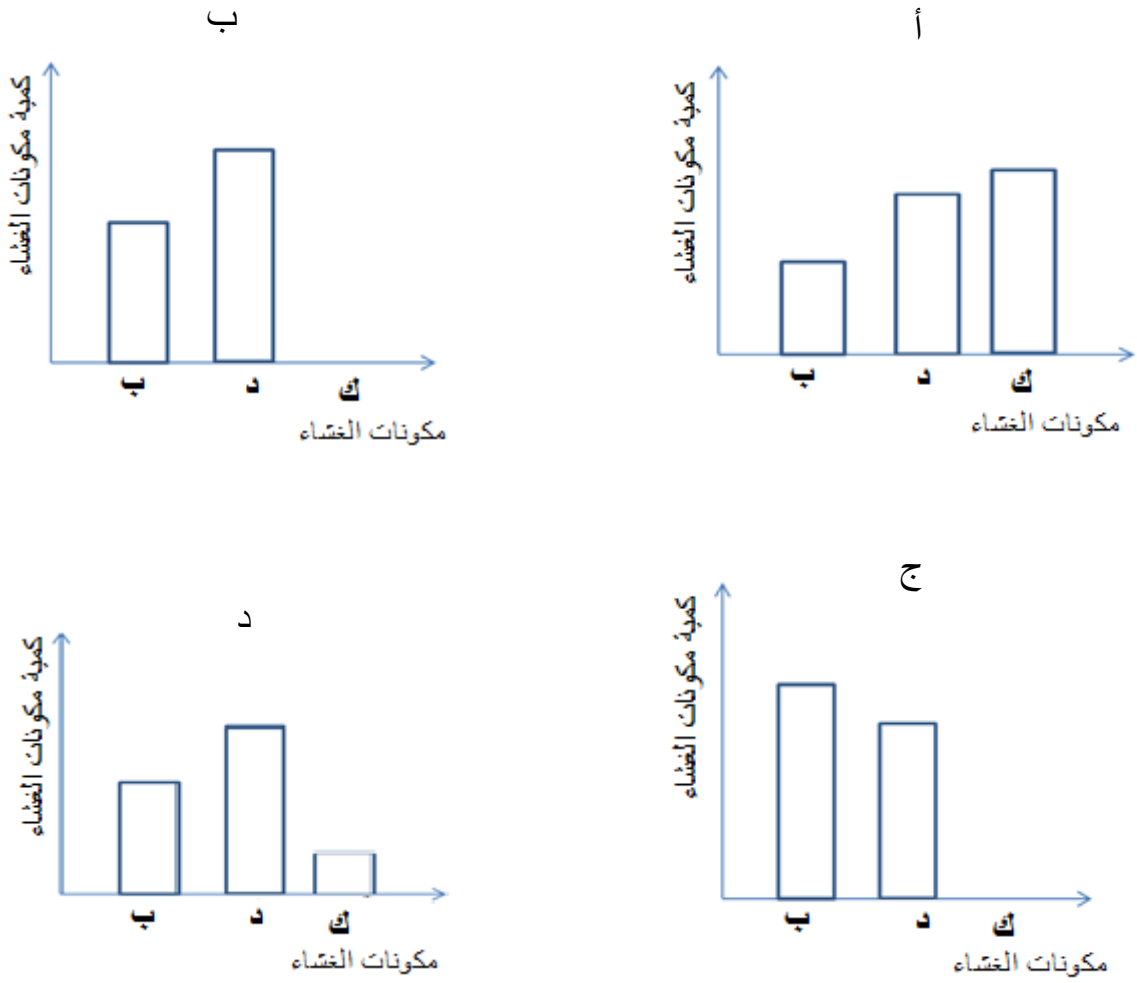 أ
كمية مكونات الغشاء
ب د ك
مكونات الغشاء
ب
كمية مكونات الغشاء
ب د ك
مكونات الغشاء
ج
كمية مكونات الغشاء
ب د ك
مكونات الغشاء
د
كمية مكونات الغشاء
ب د ك
مكونات الغشاء